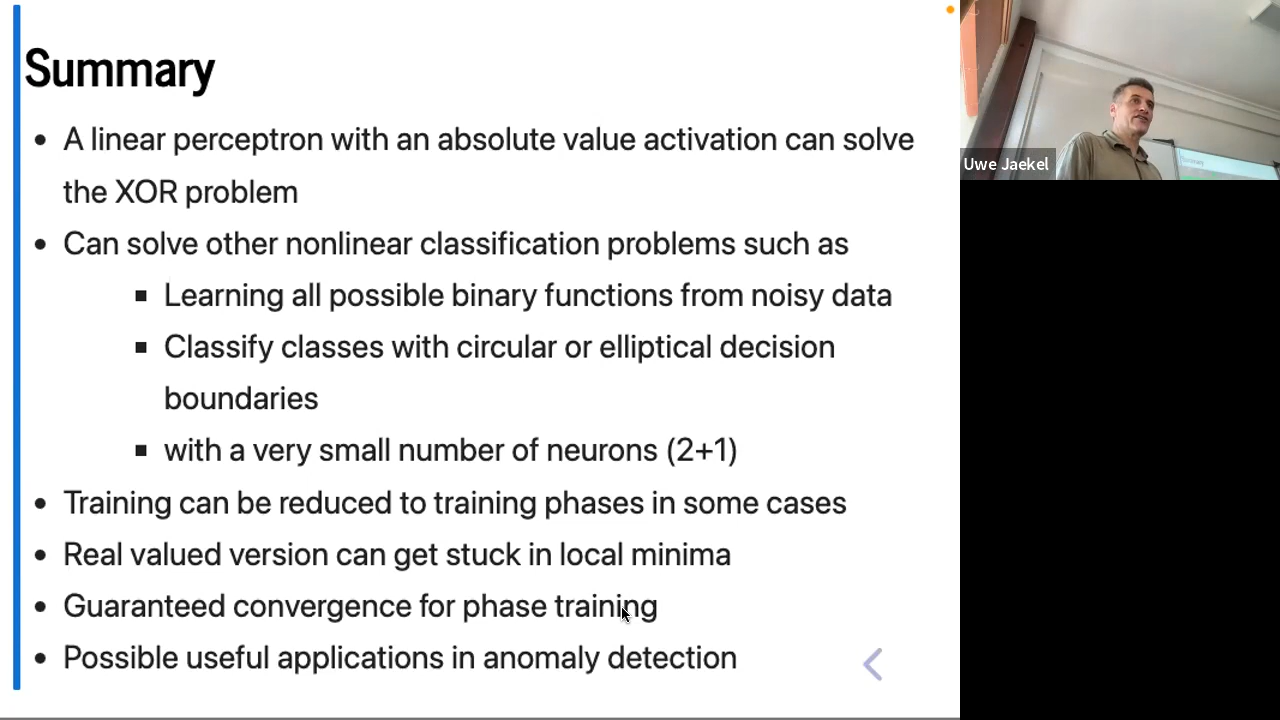 Summary
• A linear perceptron with an absolute value activation can solve
the XOR problem
• Can solve other nonlinear classification problems such as
▪ Learning all possible binary functions from noisy data
▪ Classify classes with circular or elliptical decision
boundaries
▪ with a very small number of neurons (2+1)
• Training can be reduced to training phases in some cases
• Real valued version can get stuck in local minima
• Guaranteed convergence for phase training
• Possible useful applications in anomaly detection
Uwe Jaekel